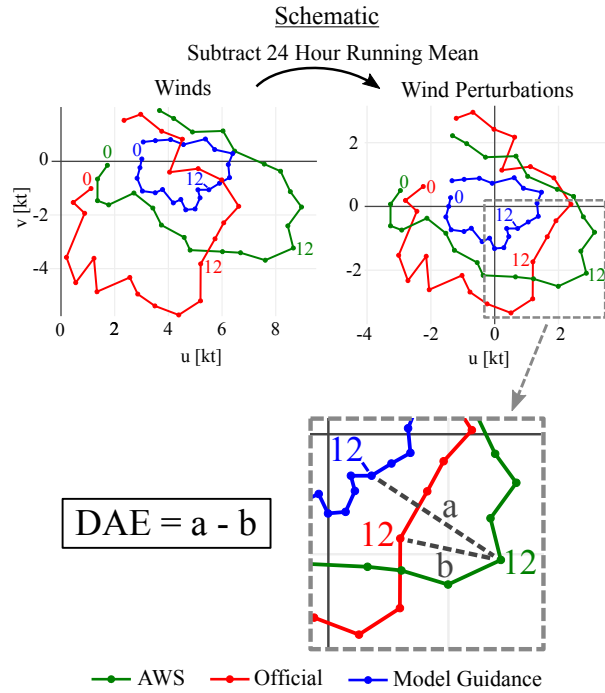 Schematic
Subtract 24 Hour Running Mean
Winds
Wind Perturbations
v [kt]
0
-2
-4
0
2
4
6
8
u [kt]
0
0
0
12
12
12
2
0
-2
-4
-2
0
2
u [kt]
0
0
0
12
12
12
12
12
12
a
b
DAE = a - b
AWS
Official
Model Guidance